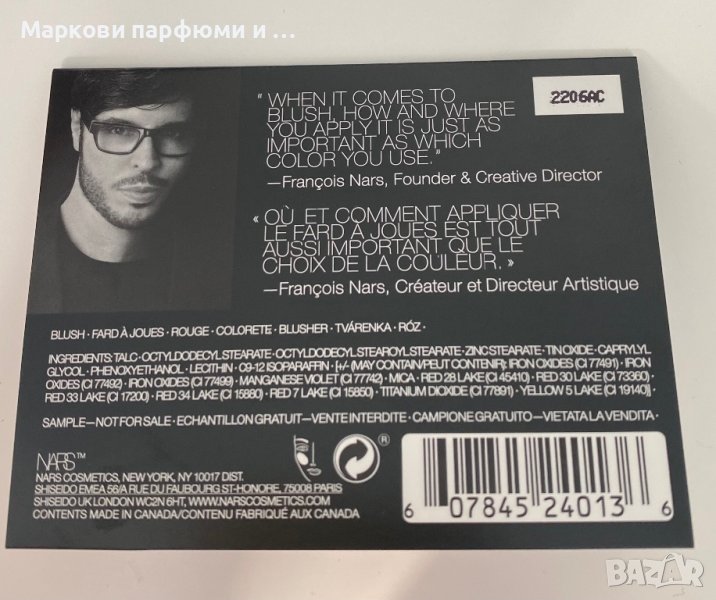 Маркови парфюми и ...
2206AC
“ WHEN IT COMES TO
BLUSH, HOW AND WHERE
YOU APPLY IT IS JUST AS
IMPORTANT AS WHICH
COLOR YOU USE.”
—François Nars, Founder & Creative Director
« OÙ ET COMMENT APPLIQUER
LE FARD À JOUES EST TOUT
AUSSI IMPORTANT QUE LE
CHOIX DE LA COULEUR. »
—François Nars, Créateur et Directeur Artistique
BLUSH · FARD À JOUES · ROUGE · COLORETE · BLUSHER · TVÁRENKA · RÓZ ·
INGREDIENTS: TALC · OCTYLDODECYL STEARATE · OCTYLDODECYL STEAROYL STEARATE · ZINC STEARATE · TIN OXIDE · CAPRYLYL
GLYCOL · PHENOXYETHANOL · LECITHIN · C9-12 ISOPARAFFIN · [+/- (MAY CONTAIN/PEUT CONTENIR): IRON OXIDES (CI 77491) · IRON
OXIDES (CI 77492) · IRON OXIDES (CI 77499) · MANGANESE VIOLET (CI 77742) · MICA · RED 28 LAKE (CI 45410) · RED 30 LAKE (CI 73360) ·
RED 33 LAKE (CI 17200) · RED 34 LAKE (CI 15880) · RED 7 LAKE (CI 15850) · TITANIUM DIOXIDE (CI 77891) · YELLOW 5 LAKE (CI 19140)].
SAMPLE—NOT FOR SALE · ECHANTILLON GRATUIT—VENTE INTERDITE · CAMPIONE GRATUITO—VIETATA LA VENDITA ·
NARS™
NARS COSMETICS, NEW YORK, NY 10017 DIST.
SHISEIDO EMEA 56/A RUE DU FAUBOURG ST-HONORE, 75008 PARIS
SHISEIDO UK LONDON WC2N 6HT, WWW.NARSCOSMETICS.COM
CONTENTS MADE IN CANADA/CONTENU FABRIQUÉ AUX CANADA
6 07845 24013 6
BAZAR